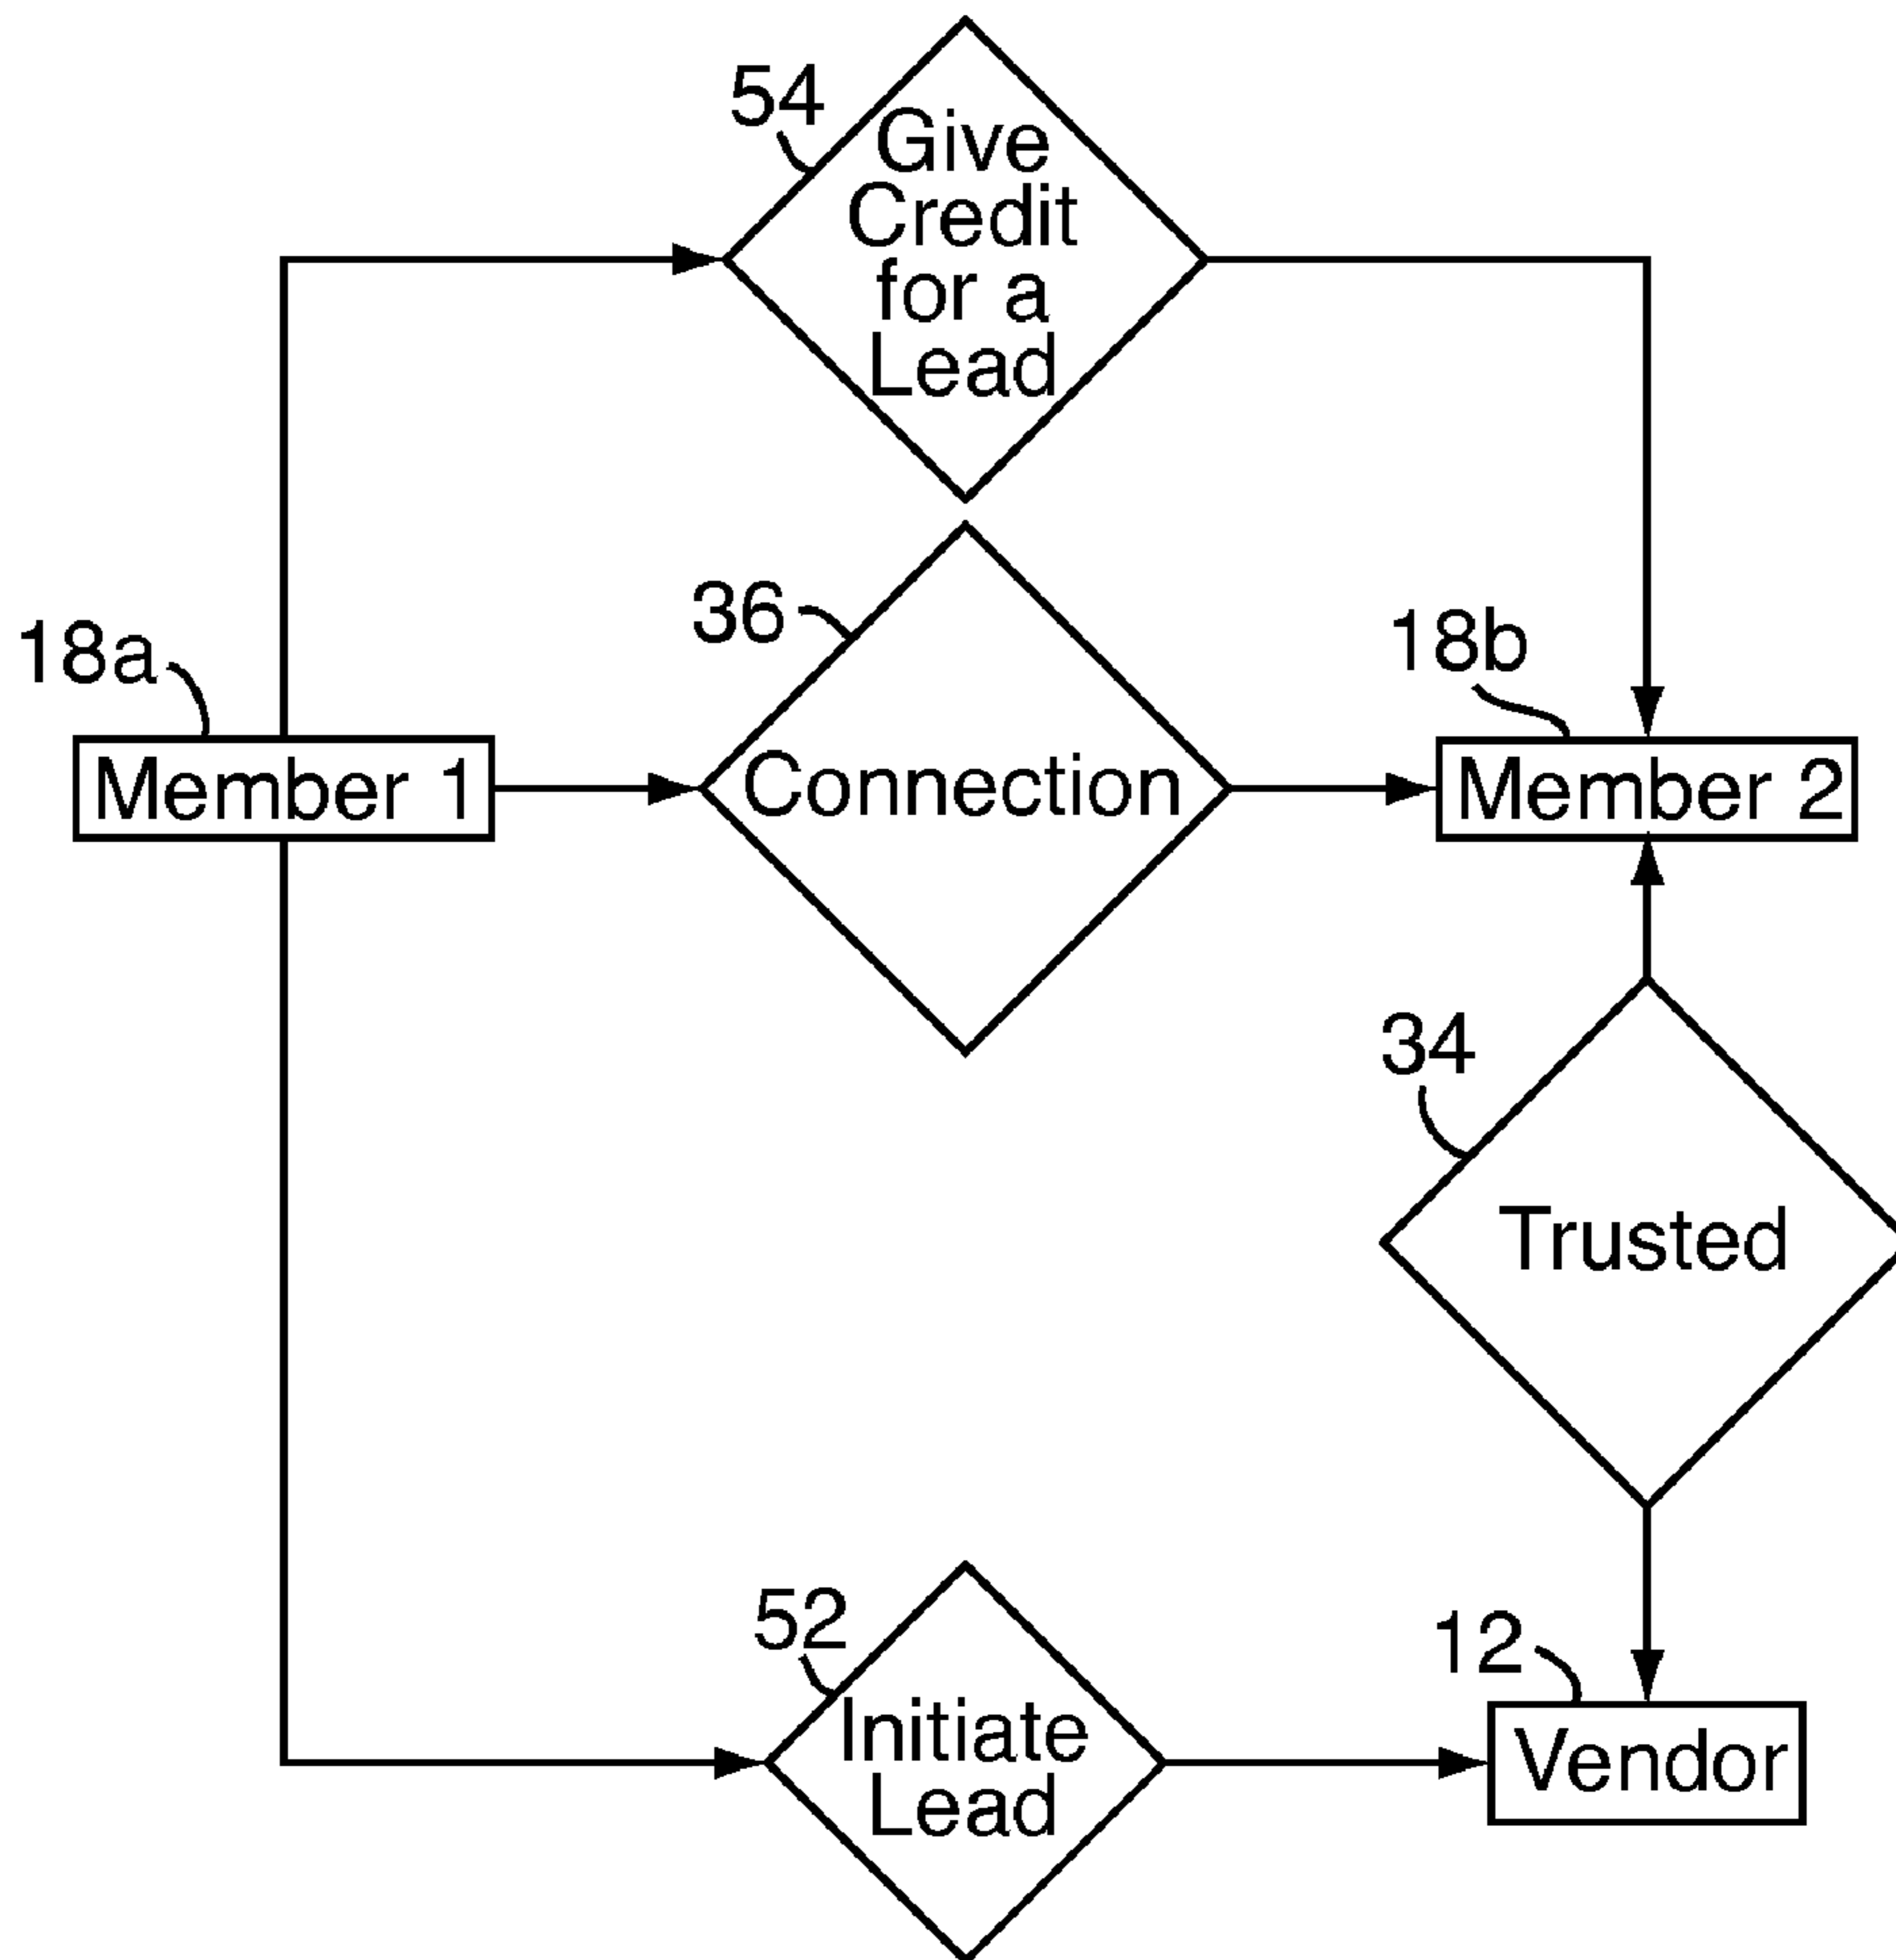 54
Give
Credit
for a
Lead
36
18a
18b
Member 1
Connection
Member 2
34
Trusted
52
12
Initiate
Lead
Vendor